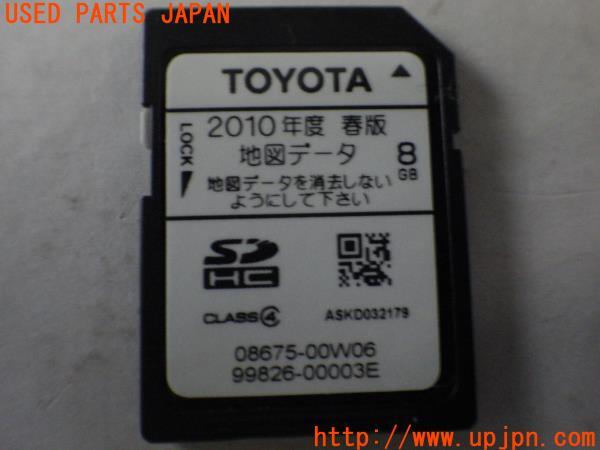 USED PARTS JAPAN
TOYOTA
LOCK
2010年度 春版
地図データ
8
GB
地図データを消去しない
ようにして下さい
SD
HC
CLASS④
ASKD032179
08675-00W06
99826-00003E
http://www.upjpn.com/